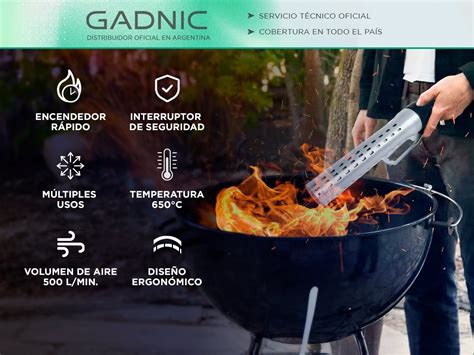 GADNIC
DISTRIBUIDOR OFICIAL EN ARGENTINA
> SERVICIO TÉCNICO OFICIAL
> COBERTURA EN TODO EL PAÍS
ENCENDEDOR
RÁPIDO
INTERRUPTOR
DE SEGURIDAD
MÚLTIPLES
USOS
TEMPERATURA
650°C
VOLUMEN DE AIRE
500 L/MIN.
DISEÑO
ERGONÓMICO